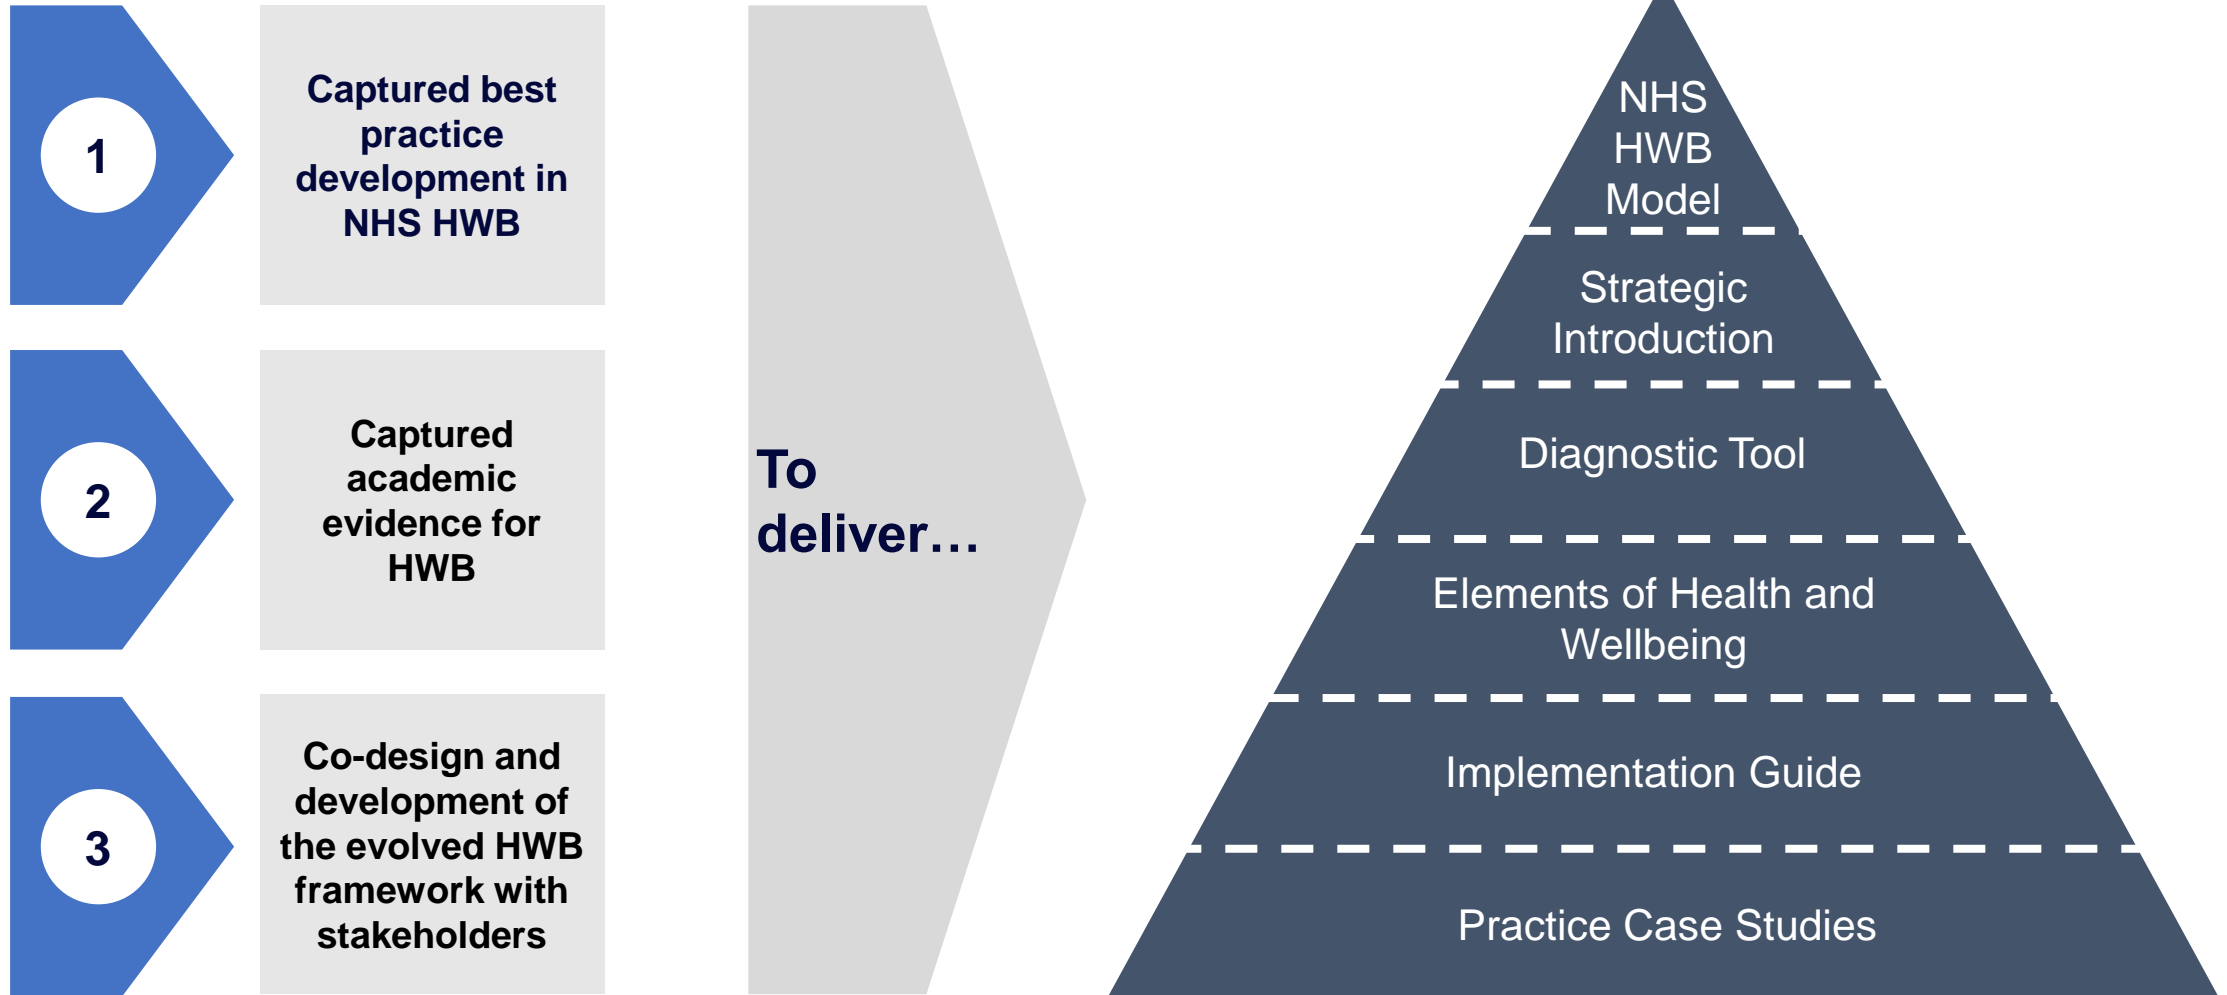 1
Captured best
practice
development in
NHS HWB
2
Captured
academic
evidence for
HWB
3
Co-design and
development of
the evolved HWB
framework with
stakeholders
To
deliver…
NHS
HWB
Model
Strategic
Introduction
Diagnostic Tool
Elements of Health and
Wellbeing
Implementation Guide
Practice Case Studies